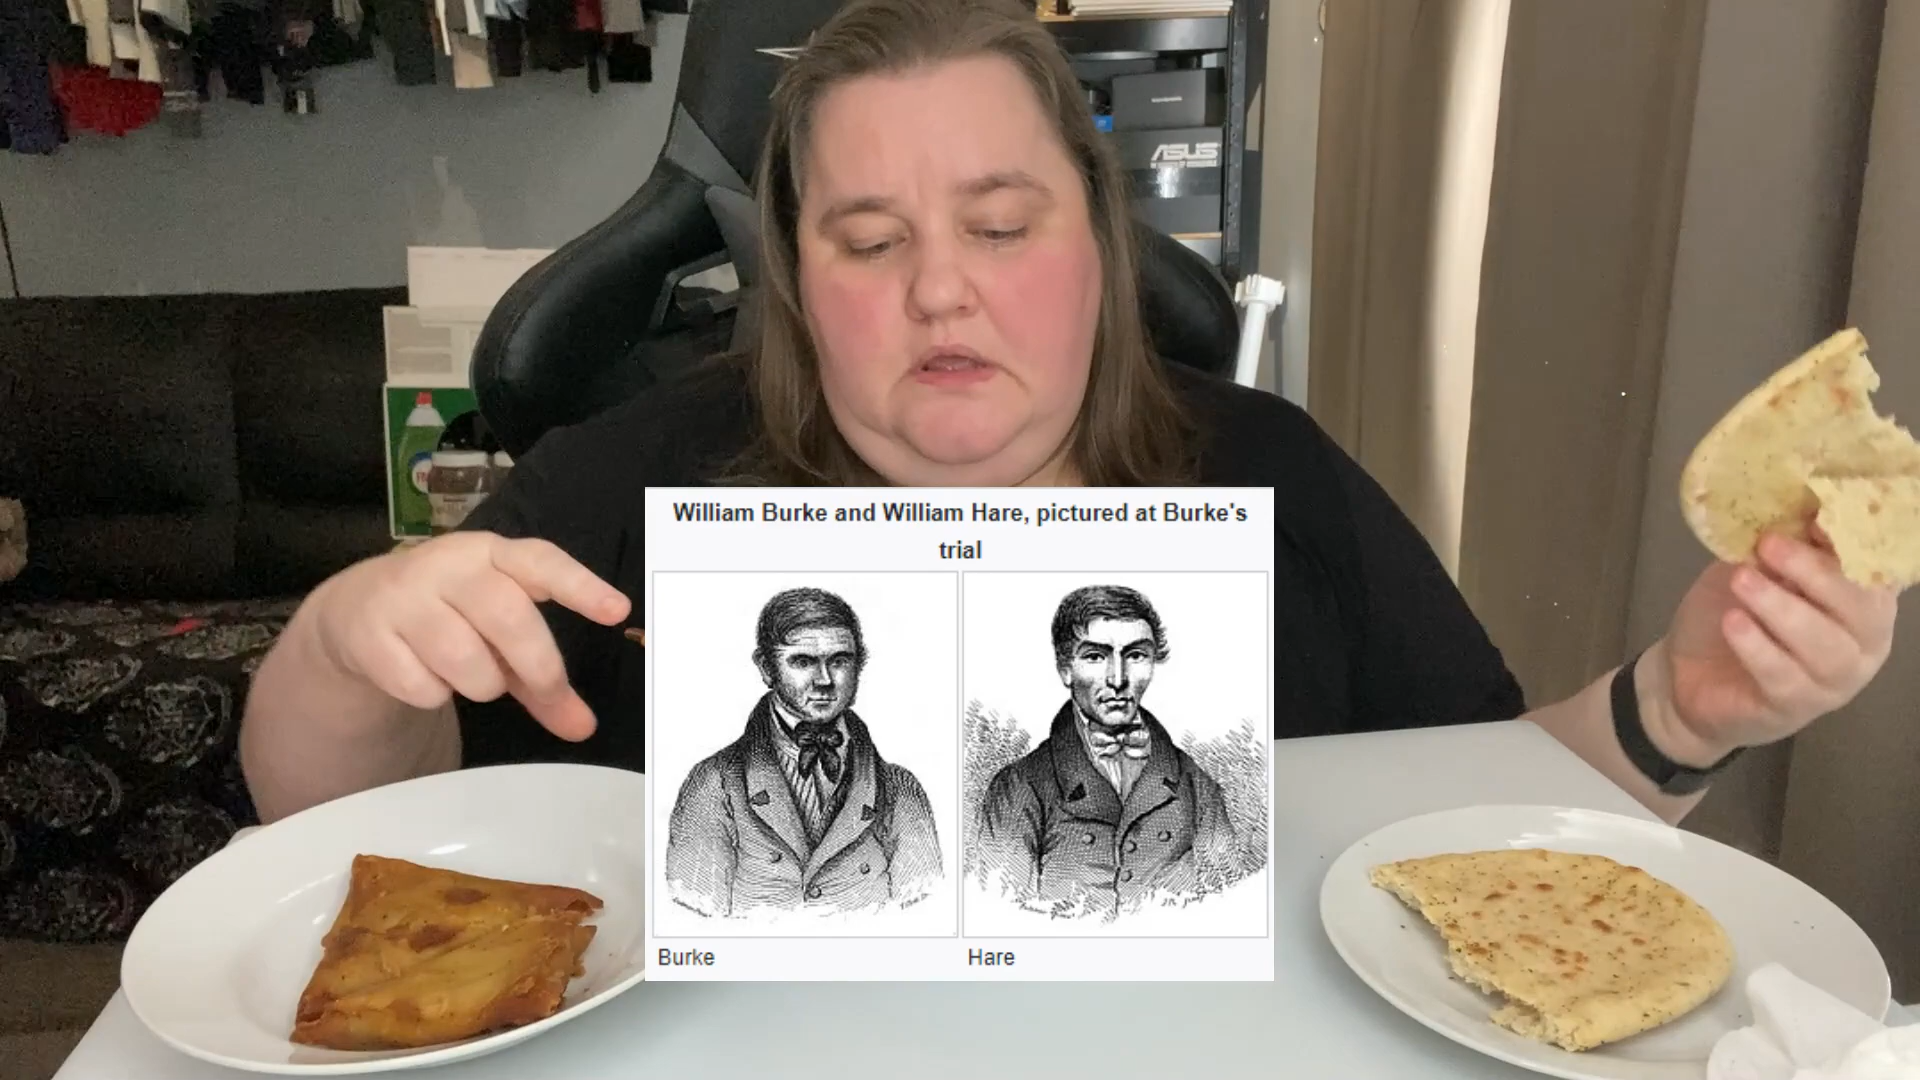 ASUS
William Burke and William Hare, pictured at Burke's
trial
Burke
Hare